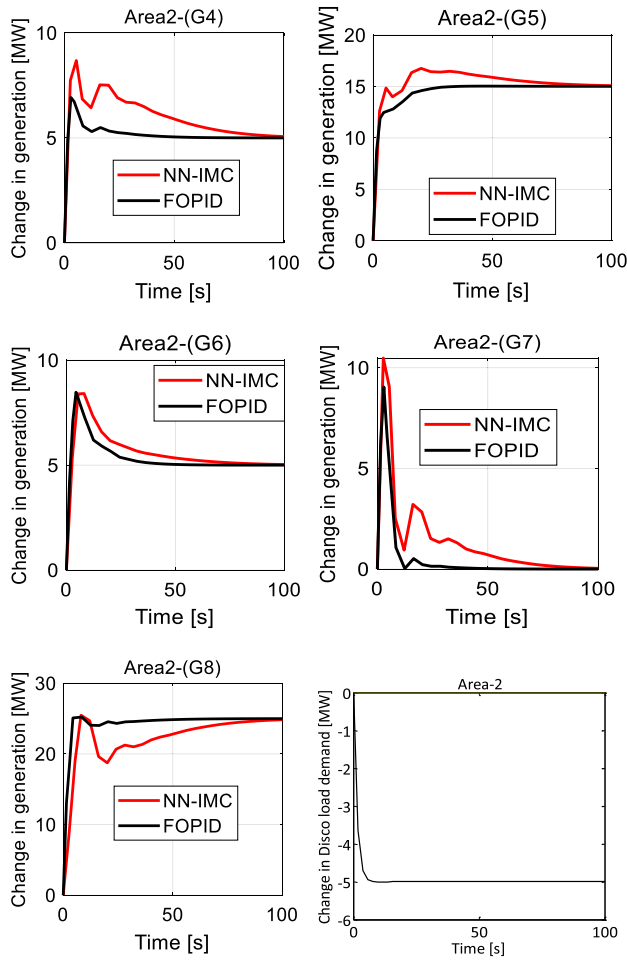 Area2-(G4)
Change in generation [MW]
10
5
0
NN-IMC
FOPID
0 50 100
Time [s]
Area2-(G5)
Change in generation [MW]
20
15
10
5
0
NN-IMC
FOPID
0 50 100
Time [s]
Area2-(G6)
Change in generation [MW]
10
5
0
NN-IMC
FOPID
0 50 100
Time [s]
Area2-(G7)
Change in generation [MW]
10
5
0
NN-IMC
FOPID
0 50 100
Time [s]
Area2-(G8)
Change in generation [MW]
30
20
10
0
NN-IMC
FOPID
0 50 100
Time [s]
Area-2
Change in Disco load demand [MW]
0
-1
-2
-3
-4
-5
-6
0 50 100
Time [s]